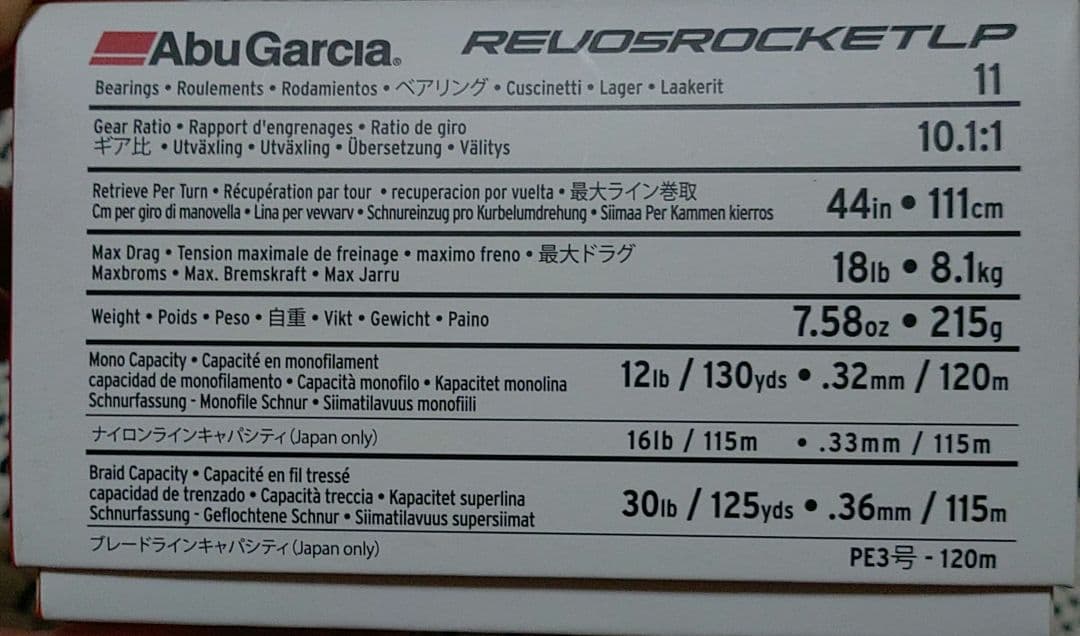 AbuGarcia® REVO5ROCKETLP
Bearings • Roulements • Rodamientos • ベアリング • Cuscinetti • Lager • Laakerit 11
Gear Ratio • Rapport d'engrenages • Ratio de giro
ギア比 • Utväxling • Utväxling • Übersetzung • Välitys 10.1:1
Retrieve Per Turn • Récupération par tour • recuperacion por vuelta • 最大ライン巻取
Cm per giro di manovella • Lina per vevvarv • Schnureinzug pro Kurbelumdrehung • Siimaa Per Kammen kierros 44in • 111cm
Max Drag • Tension maximale de freinage • maximo freno • 最大ドラグ
Maxbroms • Max. Bremskraft • Max Jarru 18lb • 8.1kg
Weight • Poids • Peso • 自重 • Vikt • Gewicht • Paino 7.58oz • 215g
Mono Capacity • Capacité en monofilament
capacidad de monofilamento • Capacità monofilo • Kapacitet monolina 12lb / 130yds • .32mm / 120m
Schnurfassung - Monofile Schnur • Siimatilavuus monofiili
ナイロンラインキャパシティ(Japan only) 16lb / 115m • .33mm / 115m
Braid Capacity • Capacité en fil tressé
capacidad de trenzado • Capacità treccia • Kapacitet superlina 30lb / 125yds • .36mm / 115m
Schnurfassung - Geflochtene Schnur • Siimatilavuus supersiimat
ブレードラインキャパシティ(Japan only) PE3号 - 120m